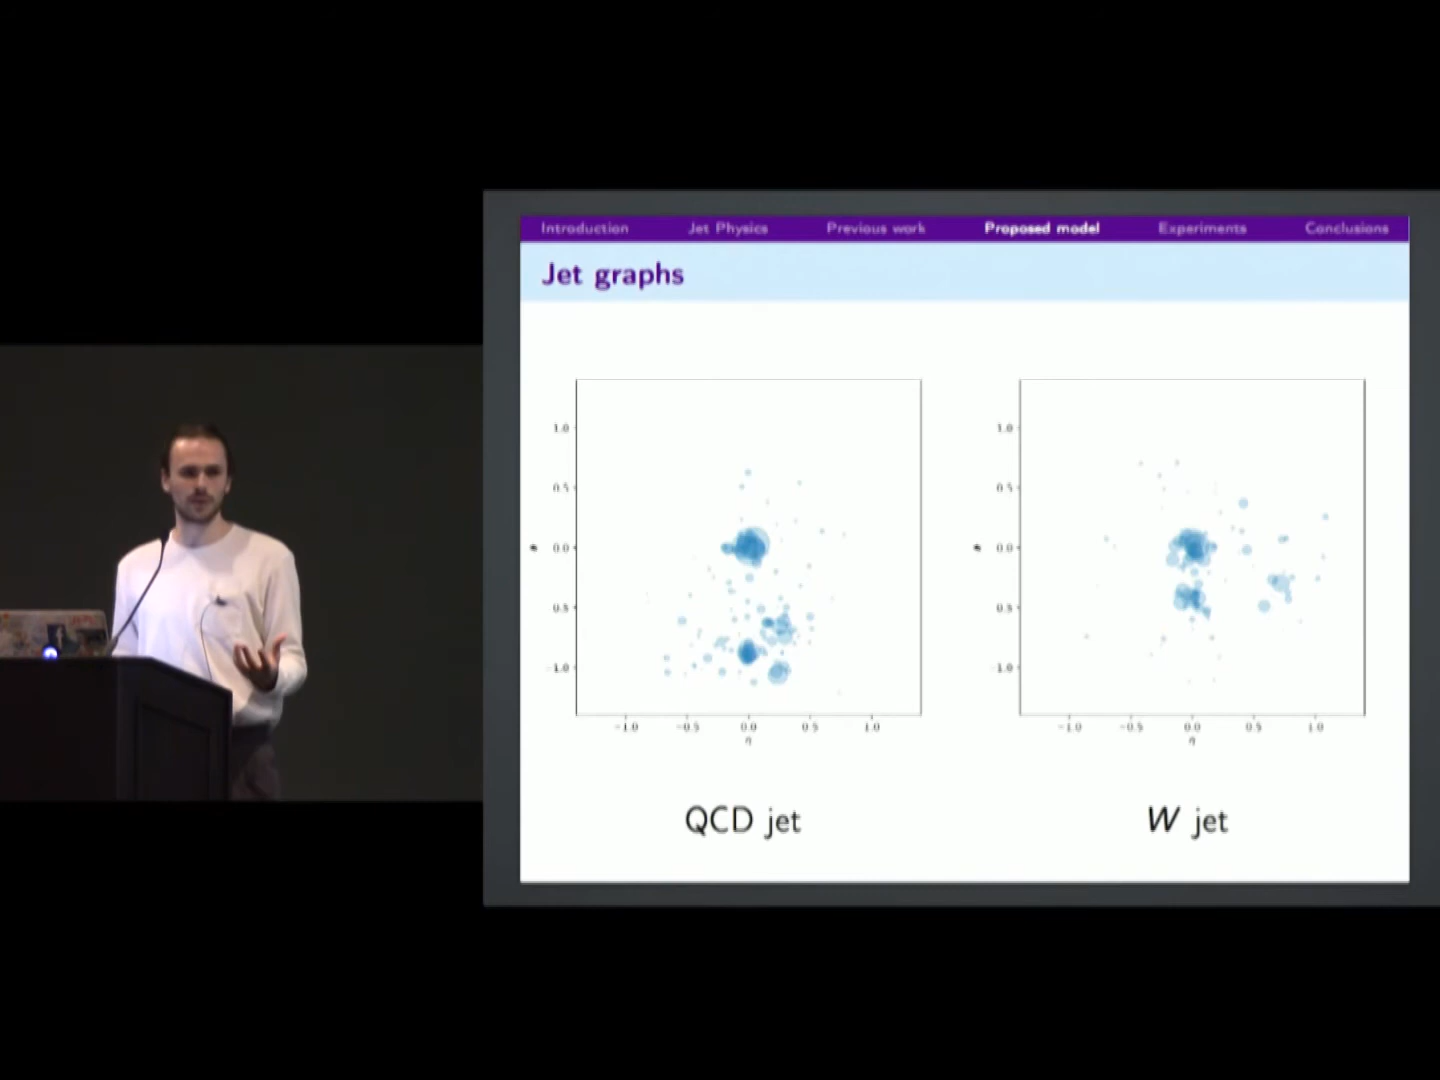 Introduction Jet Physics Previous work Proposed model Experiments Conclusions
Jet graphs
1.0
0.5
0.0
0.5
-1.0
-1.0 -0.5 0.0 0.5 1.0
η
1.0
0.5
0.0
0.5
1.0
-1.0 -0.5 0.0 0.5 1.0
η
QCD jet
W jet